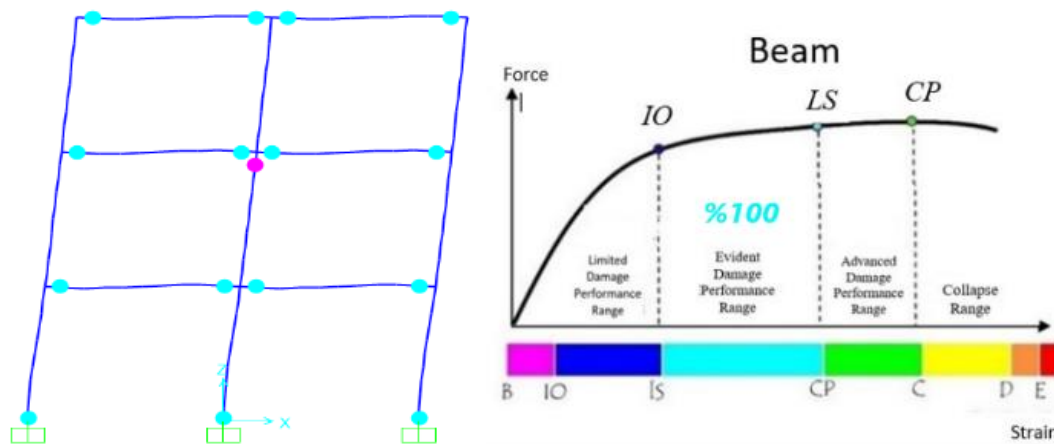 Beam
Force
IO
LS
CP
%100
Limited
Damage
Performance
Range
Evident
Damage
Performance
Range
Advanced
Damage
Performance
Range
Collapse
Range
B
IO
LS
CP
C
D
E
Strain
Z
X